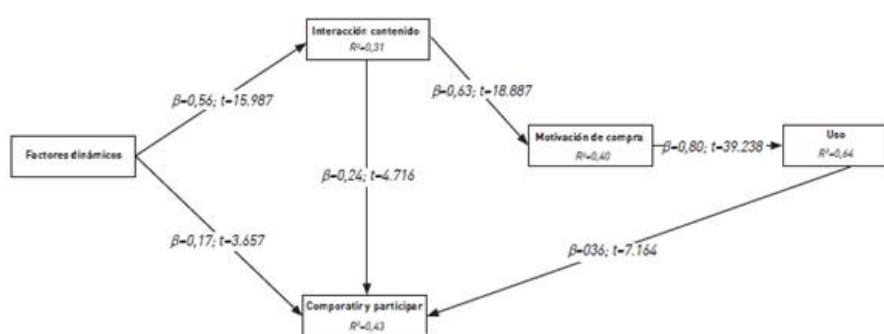 Interacción contenido
R²=0,31
β=0,56; t=15.987
β=0,63; t=18.887
Factores dinámicos
Motivación de compra
R²=0,40
β=0,80; t=39.238
Uso
R²=0,64
β=0,24; t=4.716
β=0,17; t=3.657
β=036; t=7.164
Comporatir y participar
R²=0,43